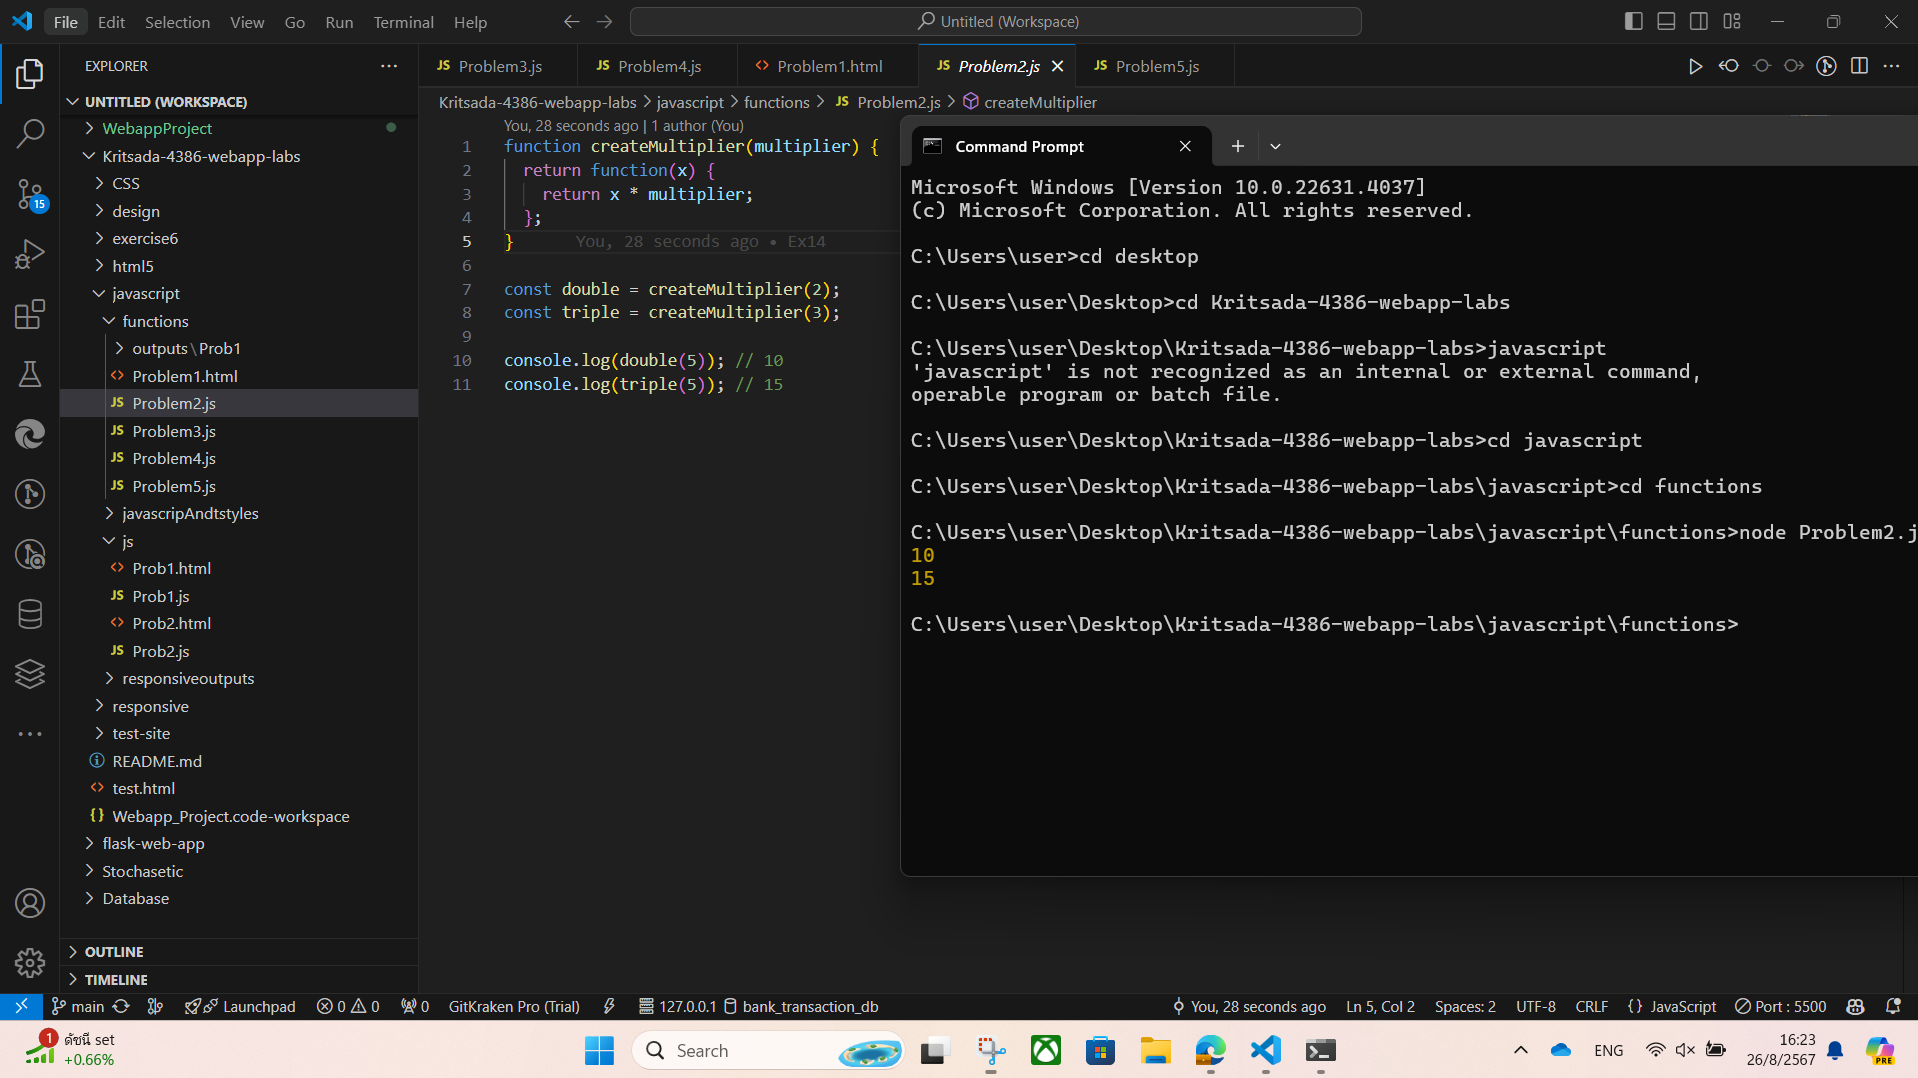 File Edit Selection View Go Run Terminal Help
Untitled (Workspace)
EXPLORER
UNTITLED (WORKSPACE)
WebappProject
Kritsada-4386-webapp-labs
CSS
design
exercise6
html5
javascript
functions
outputs\Prob1
Problem1.html
Problem2.js
Problem3.js
Problem4.js
Problem5.js
javascripAndtstyles
js
Prob1.html
Prob1.js
Prob2.html
Prob2.js
responsiveoutputs
responsive
test-site
README.md
test.html
Webapp_Project.code-workspace
flask-web-app
Stochasetic
Database
OUTLINE
TIMELINE
15
JS Problem3.js
JS Problem4.js
Problem1.html
JS Problem2.js
JS Problem5.js
Kritsada-4386-webapp-labs > javascript > functions > JS Problem2.js > createMultiplier
You, 28 seconds ago | 1 author (You)
1 function createMultiplier(multiplier) {
2 return function(x) {
3 return x * multiplier;
4 };
5 } You, 28 seconds ago • Ex14
6
7 const double = createMultiplier(2);
8 const triple = createMultiplier(3);
9
10 console.log(double(5)); // 10
11 console.log(triple(5)); // 15
Command Prompt
Microsoft Windows [Version 10.0.22631.4037]
(c) Microsoft Corporation. All rights reserved.
C:\Users\user>cd desktop
C:\Users\user\Desktop>cd Kritsada-4386-webapp-labs
C:\Users\user\Desktop\Kritsada-4386-webapp-labs>javascript
'javascript' is not recognized as an internal or external command,
operable program or batch file.
C:\Users\user\Desktop\Kritsada-4386-webapp-labs>cd javascript
C:\Users\user\Desktop\Kritsada-4386-webapp-labs\javascript>cd functions
C:\Users\user\Desktop\Kritsada-4386-webapp-labs\javascript\functions>node Problem2.j
10
15
C:\Users\user\Desktop\Kritsada-4386-webapp-labs\javascript\functions>
main Launchpad 0 0 0 GitKraken Pro (Trial) 127.0.0.1 bank_transaction_db You, 28 seconds ago Ln 5, Col 2 Spaces: 2 UTF-8 CRLF {} JavaScript Port : 5500
1
ดัชนี set
+0.66%
Search
ENG
16:23
26/8/2567
PRE